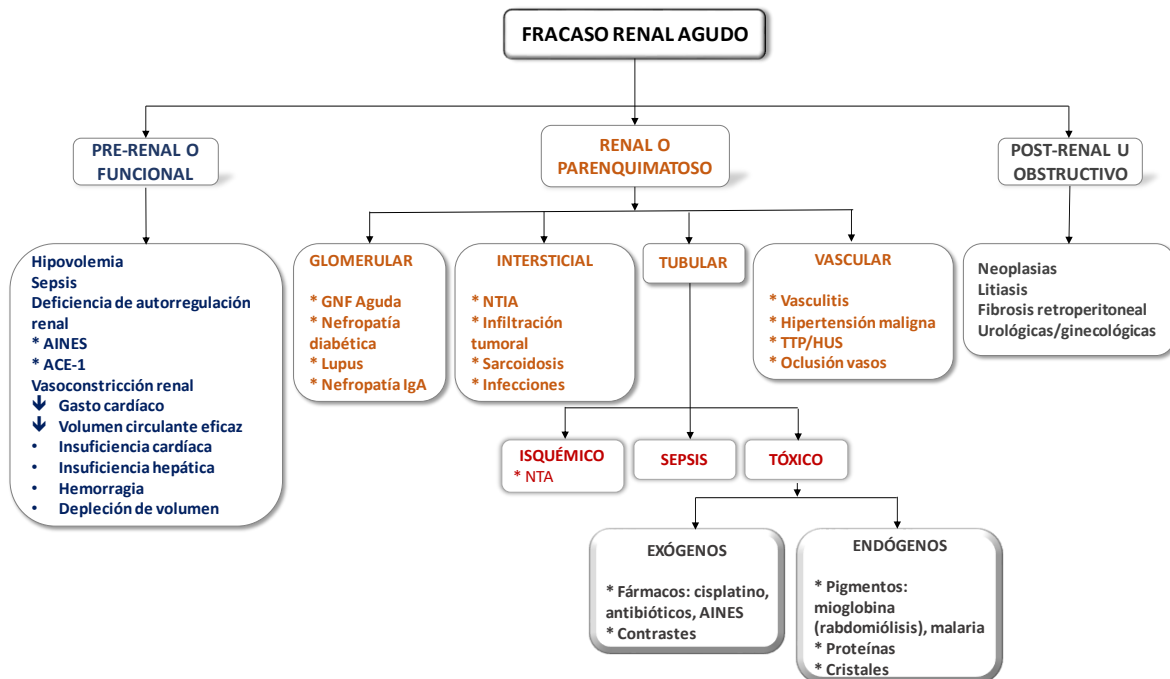 FRACASO RENAL AGUDO
PRE-RENAL O
FUNCIONAL
RENAL O
PARENQUIMATOSO
POST-RENAL U
OBSTRUCTIVO
Hipovolemia
Sepsis
Deficiencia de autorregulación
renal
* AINES
* ACE-1
Vasoconstricción renal
Gasto cardíaco
Volumen circulante eficaz
• Insuficiencia cardíaca
• Insuficiencia hepática
• Hemorragia
• Depleción de volumen
GLOMERULAR
* GNF Aguda
* Nefropatía
diabética
* Lupus
* Nefropatía IgA
INTERSTICIAL
* NTIA
* Infiltración
tumoral
* Sarcoidosis
* Infecciones
TUBULAR
VASCULAR
* Vasculitis
* Hipertensión maligna
* TTP/HUS
* Oclusión vasos
Neoplasias
Litiasis
Fibrosis retroperitoneal
Urológicas/ginecológicas
ISQUÉMICO
* NTA
SEPSIS
TÓXICO
EXÓGENOS
* Fármacos: cisplatino,
antibióticos, AINES
* Contrastes
ENDÓGENOS
* Pigmentos:
mioglobina
(rabdomiólisis), malaria
* Proteínas
* Cristales